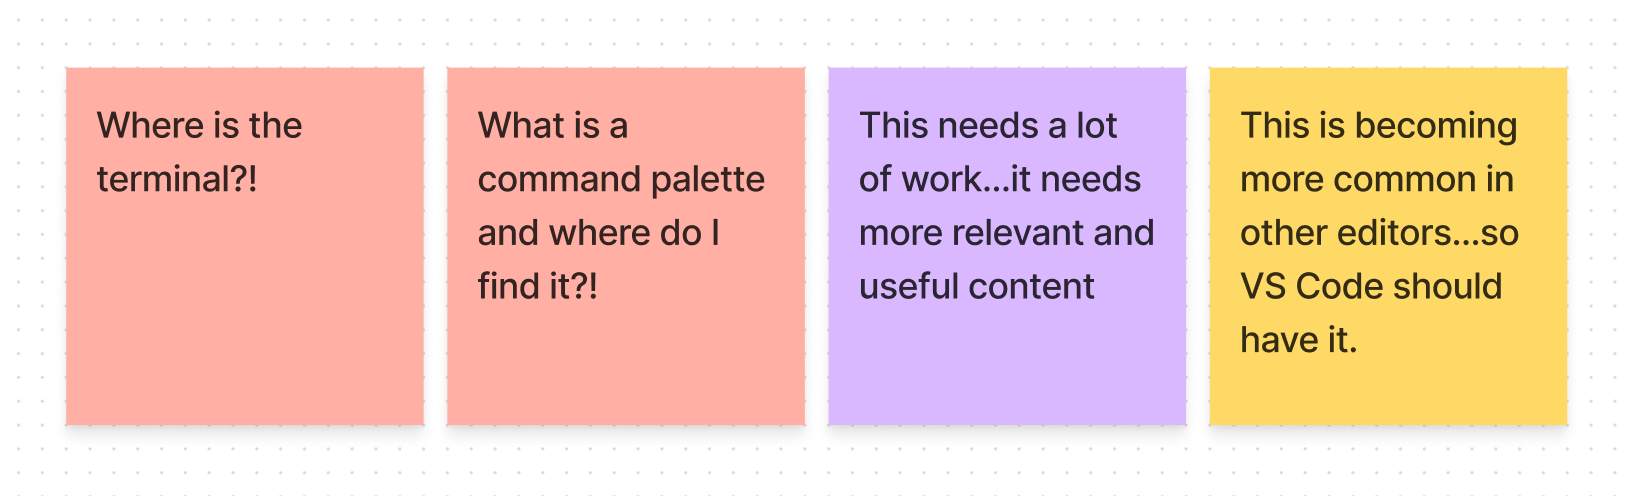 Where is the
terminal?!
What is a
command palette
and where do I
find it?!
This needs a lot
of work...it needs
more relevant and
useful content
This is becoming
more common in
other editors...so
VS Code should
have it.